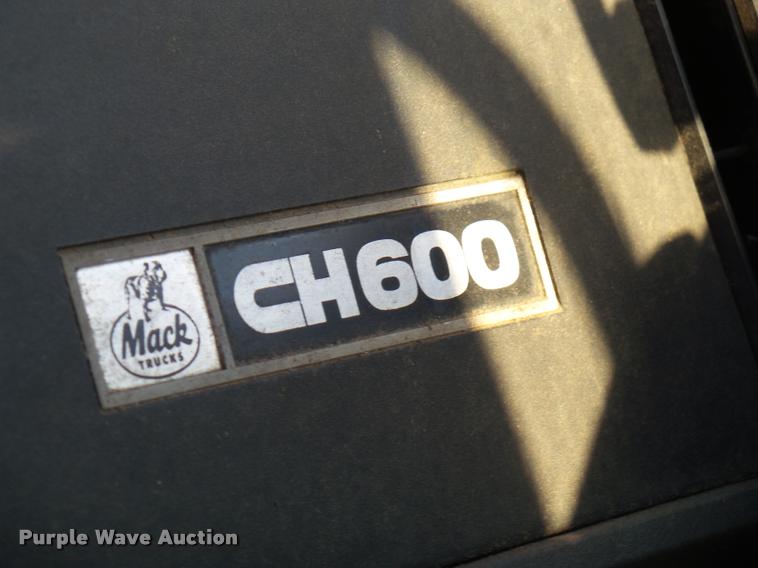 Mack
TRUCKS
CH600
Purple Wave Auction